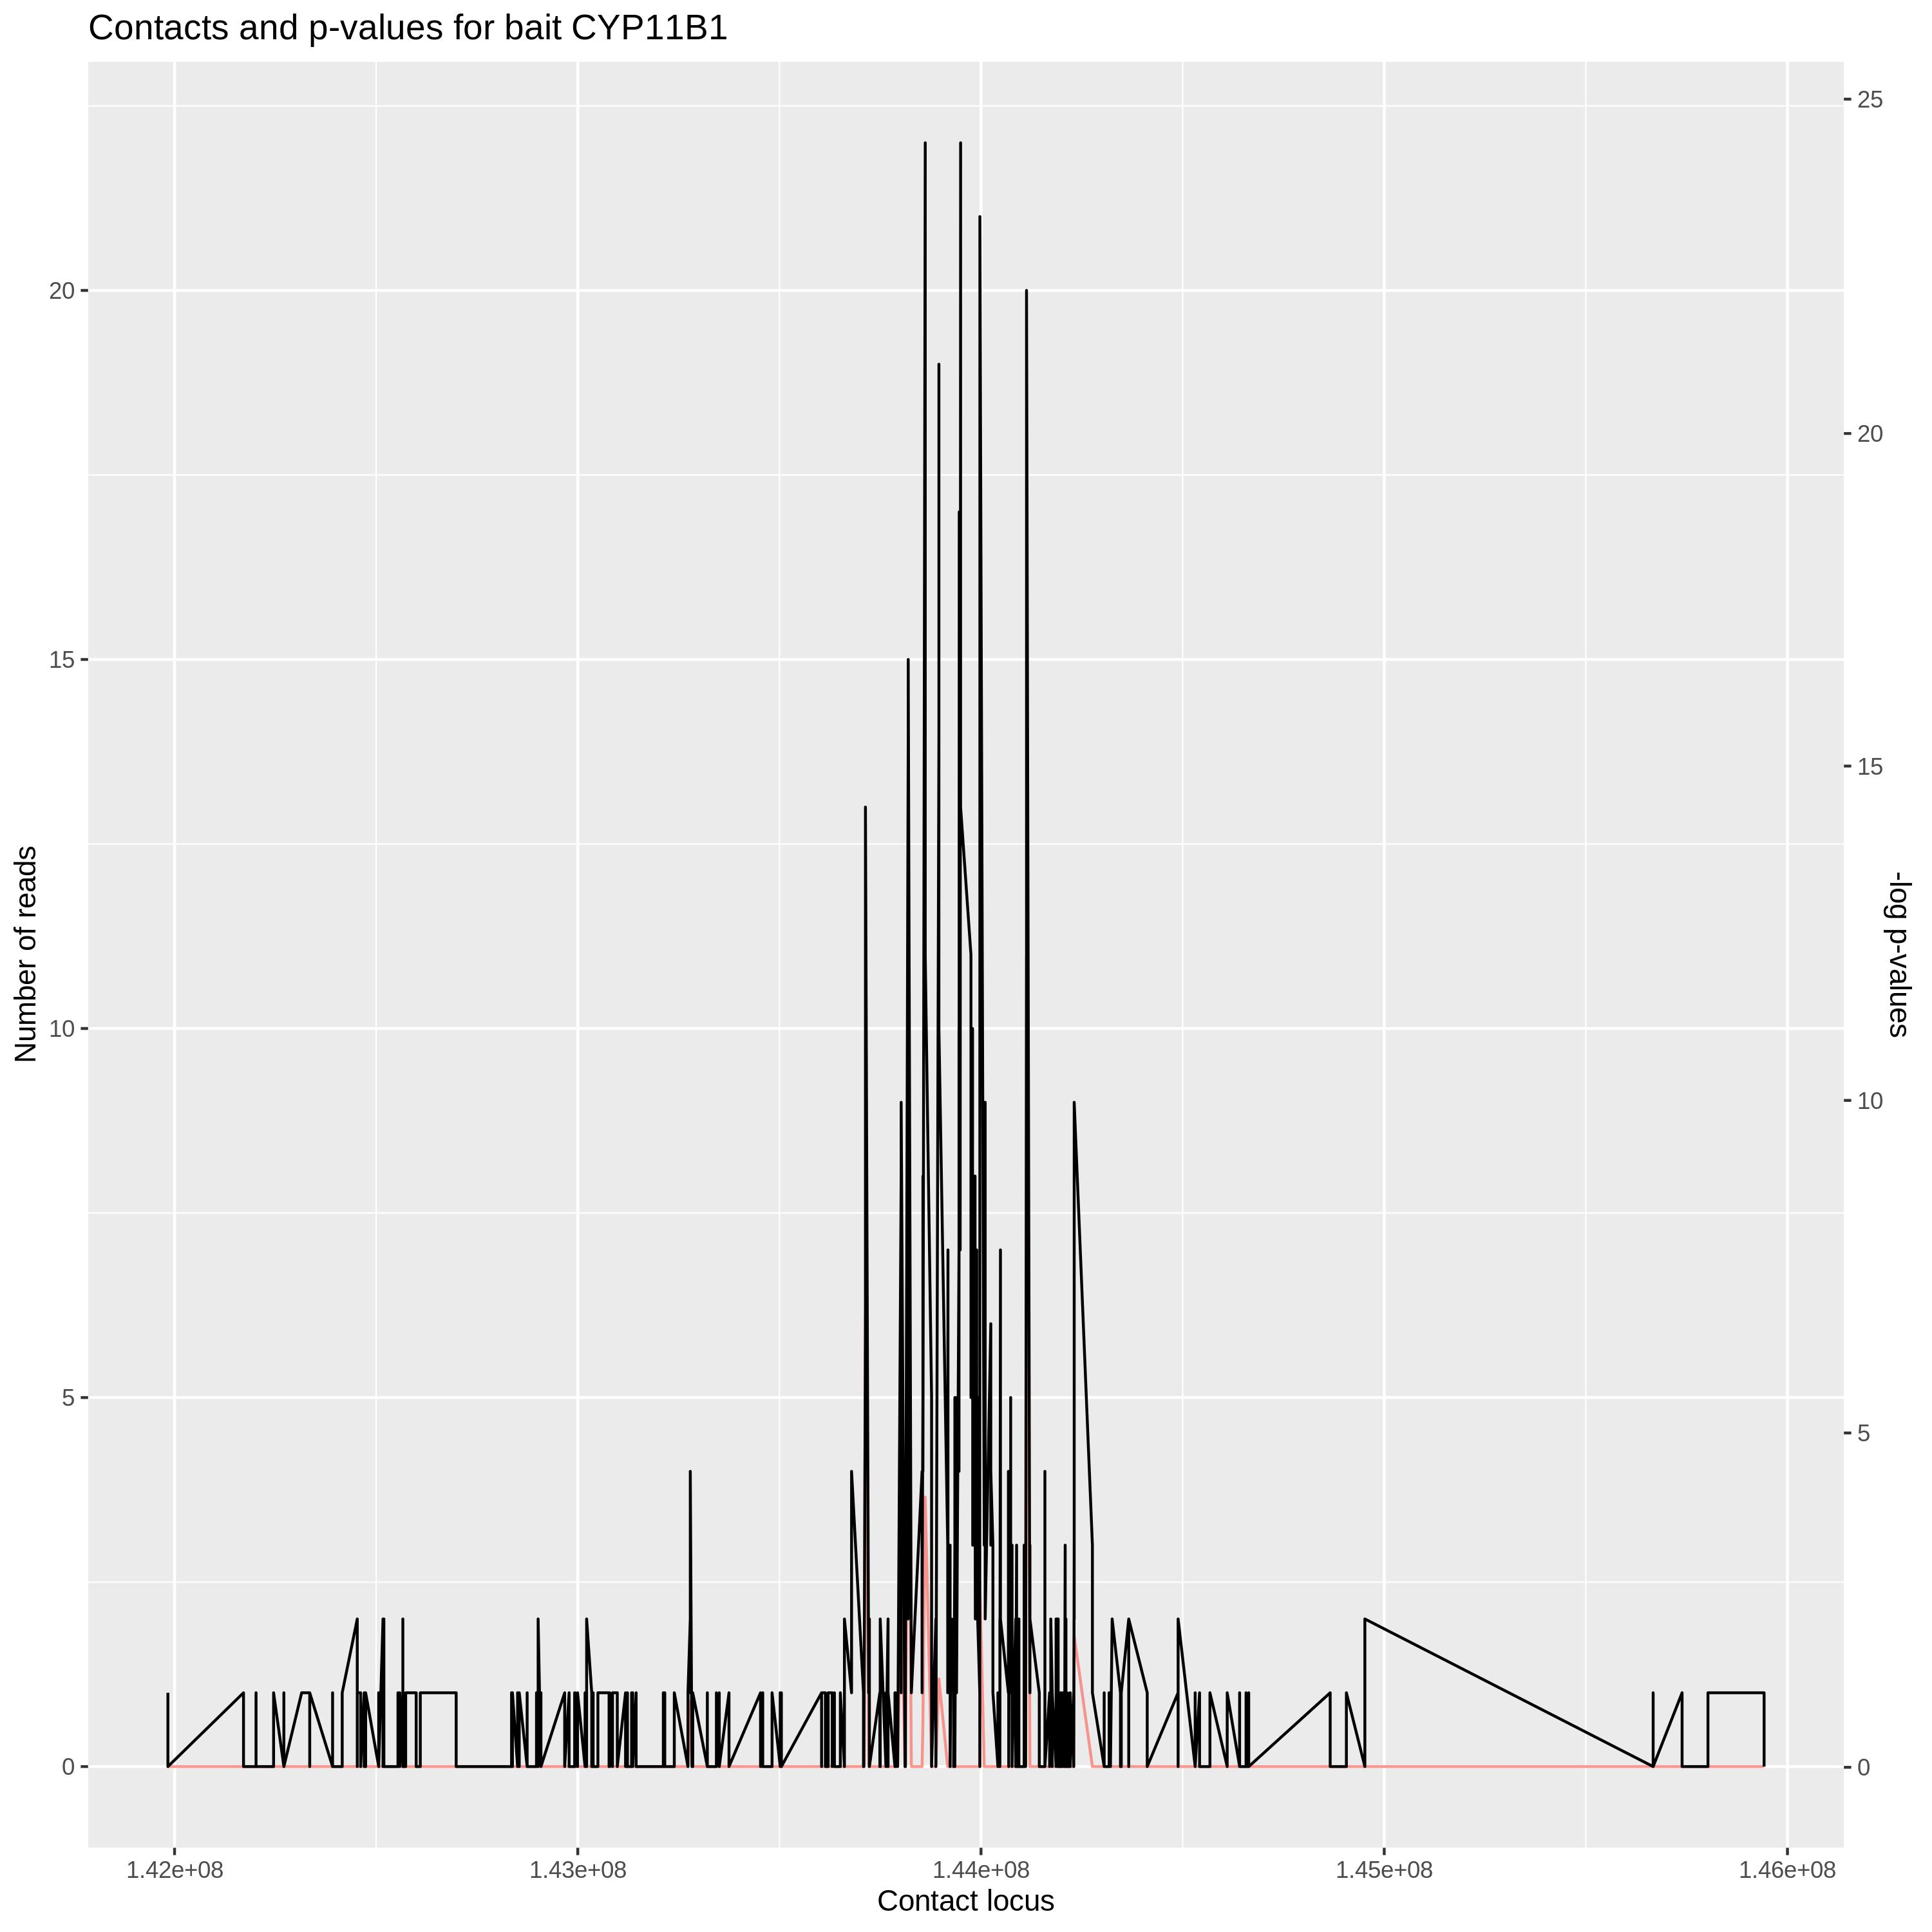 Contacts and p-values for bait CYP11B1
25
20
20
15
15
10
10
5
5
0
0
Number of reads
-log p-values
1.42e+08 1.43e+08 1.44e+08 1.45e+08 1.46e+08
Contact locus